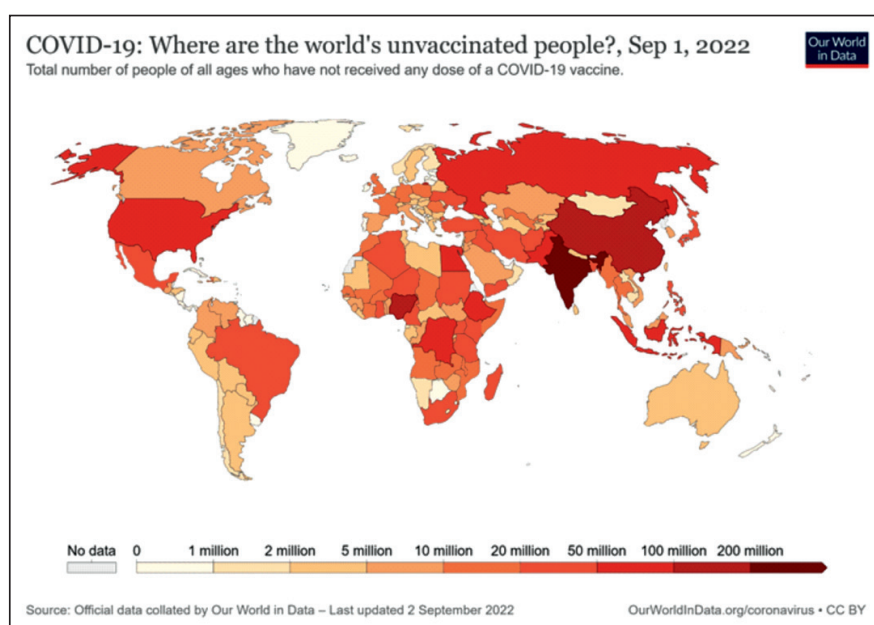 COVID-19: Where are the world's unvaccinated people?, Sep 1, 2022
Total number of people of all ages who have not received any dose of a COVID-19 vaccine.
Our World
in Data
No data 0 1 million 2 million 5 million 10 million 20 million 50 million 100 million 200 million
Source: Official data collated by Our World in Data – Last updated 2 September 2022
OurWorldInData.org/coronavirus • CC BY